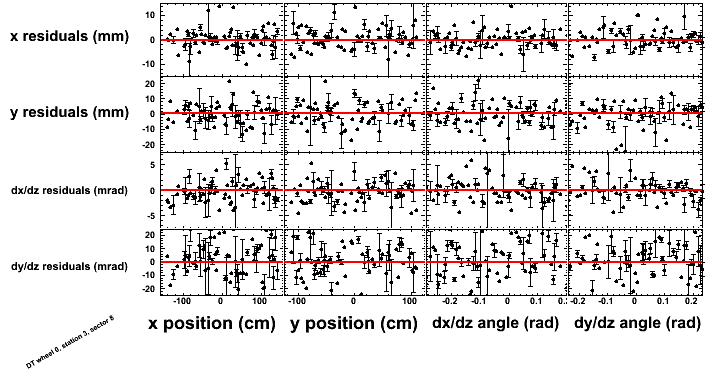 x residuals (mm)
10
0
-10
y residuals (mm)
20
10
0
-10
-20
dx/dz residuals (mrad)
5
0
-5
dy/dz residuals (mrad)
20
10
0
-10
-20
-100 0 100 -100 0 100 -0.2 -0.1 0 0.1 -0.2 -0.1 0 0.1 0.2
x position (cm) y position (cm) dx/dz angle (rad) dy/dz angle (rad)
DT wheel 0, station 3, sector 8